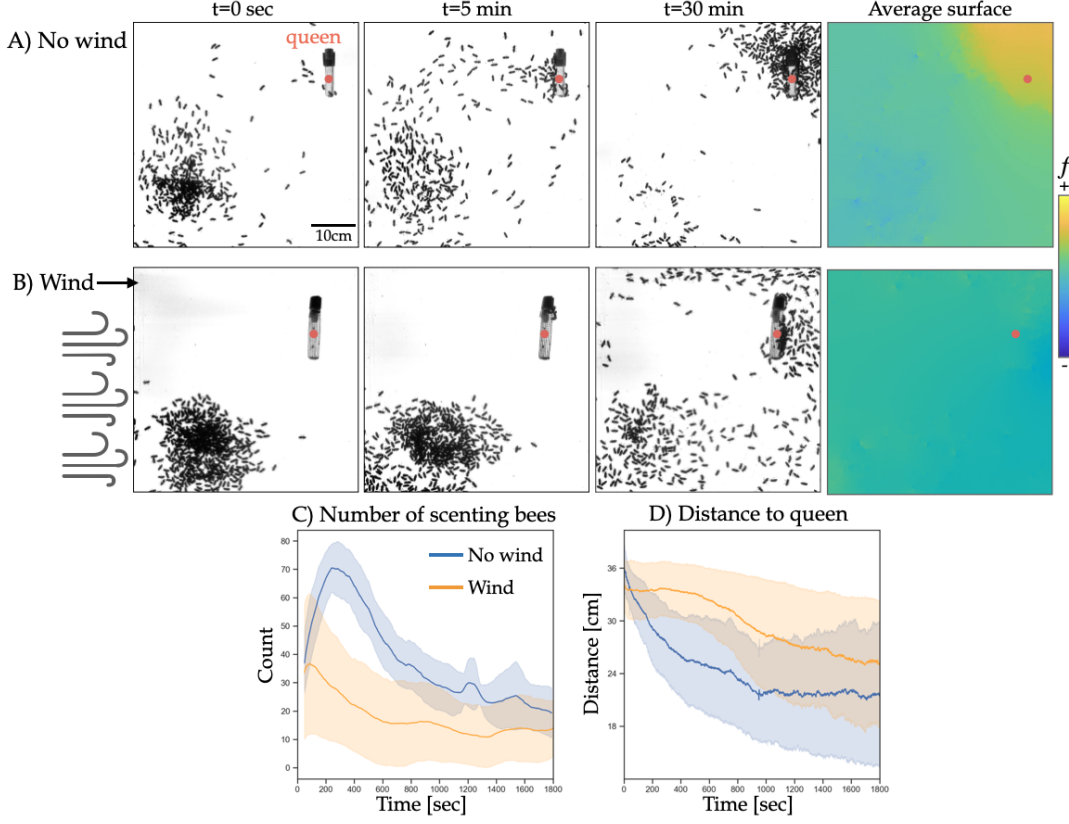 t=0 sec t=5 min t=30 min Average surface
A) No wind
queen
10cm
f
+
-
B) Wind
C) Number of scenting bees
D) Distance to queen
No wind
Wind
80
70
60
50
40
30
20
10
0
Count
0 200 400 600 800 1000 1200 1400 1600 1800
Time [sec]
36
30
24
18
Distance [cm]
0 200 400 600 800 1000 1200 1400 1600 1800
Time [sec]